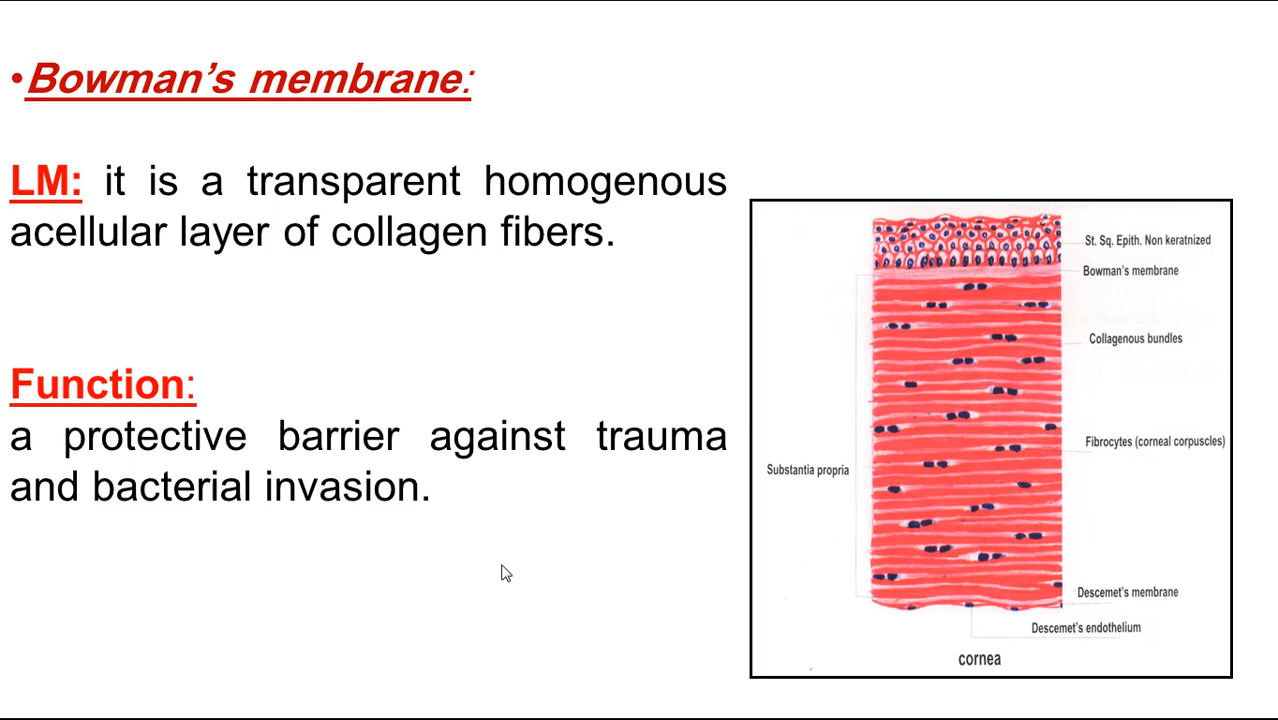 •Bowman's membrane:
LM: it is a transparent homogenous
acellular layer of collagen fibers.
Function:
a protective barrier against trauma
and bacterial invasion.
St. Sq. Epith. Non keratnized
Bowman's membrane
Collagenous bundles
Fibrocytes (corneal corpuscles)
Substantia propria
Descemet's membrane
Descemet's endothelium
cornea